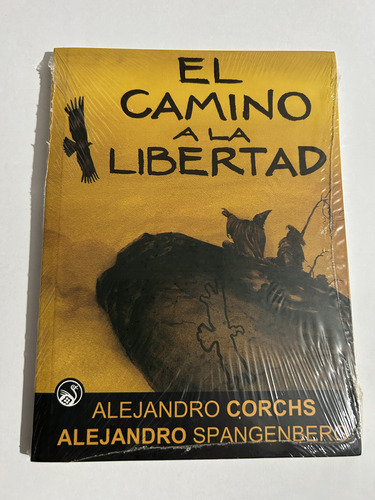 EL
CAMINO
A LA
LIBERTAD
ALEJANDRO CORCHS
ALEJANDRO SPANGENBERG